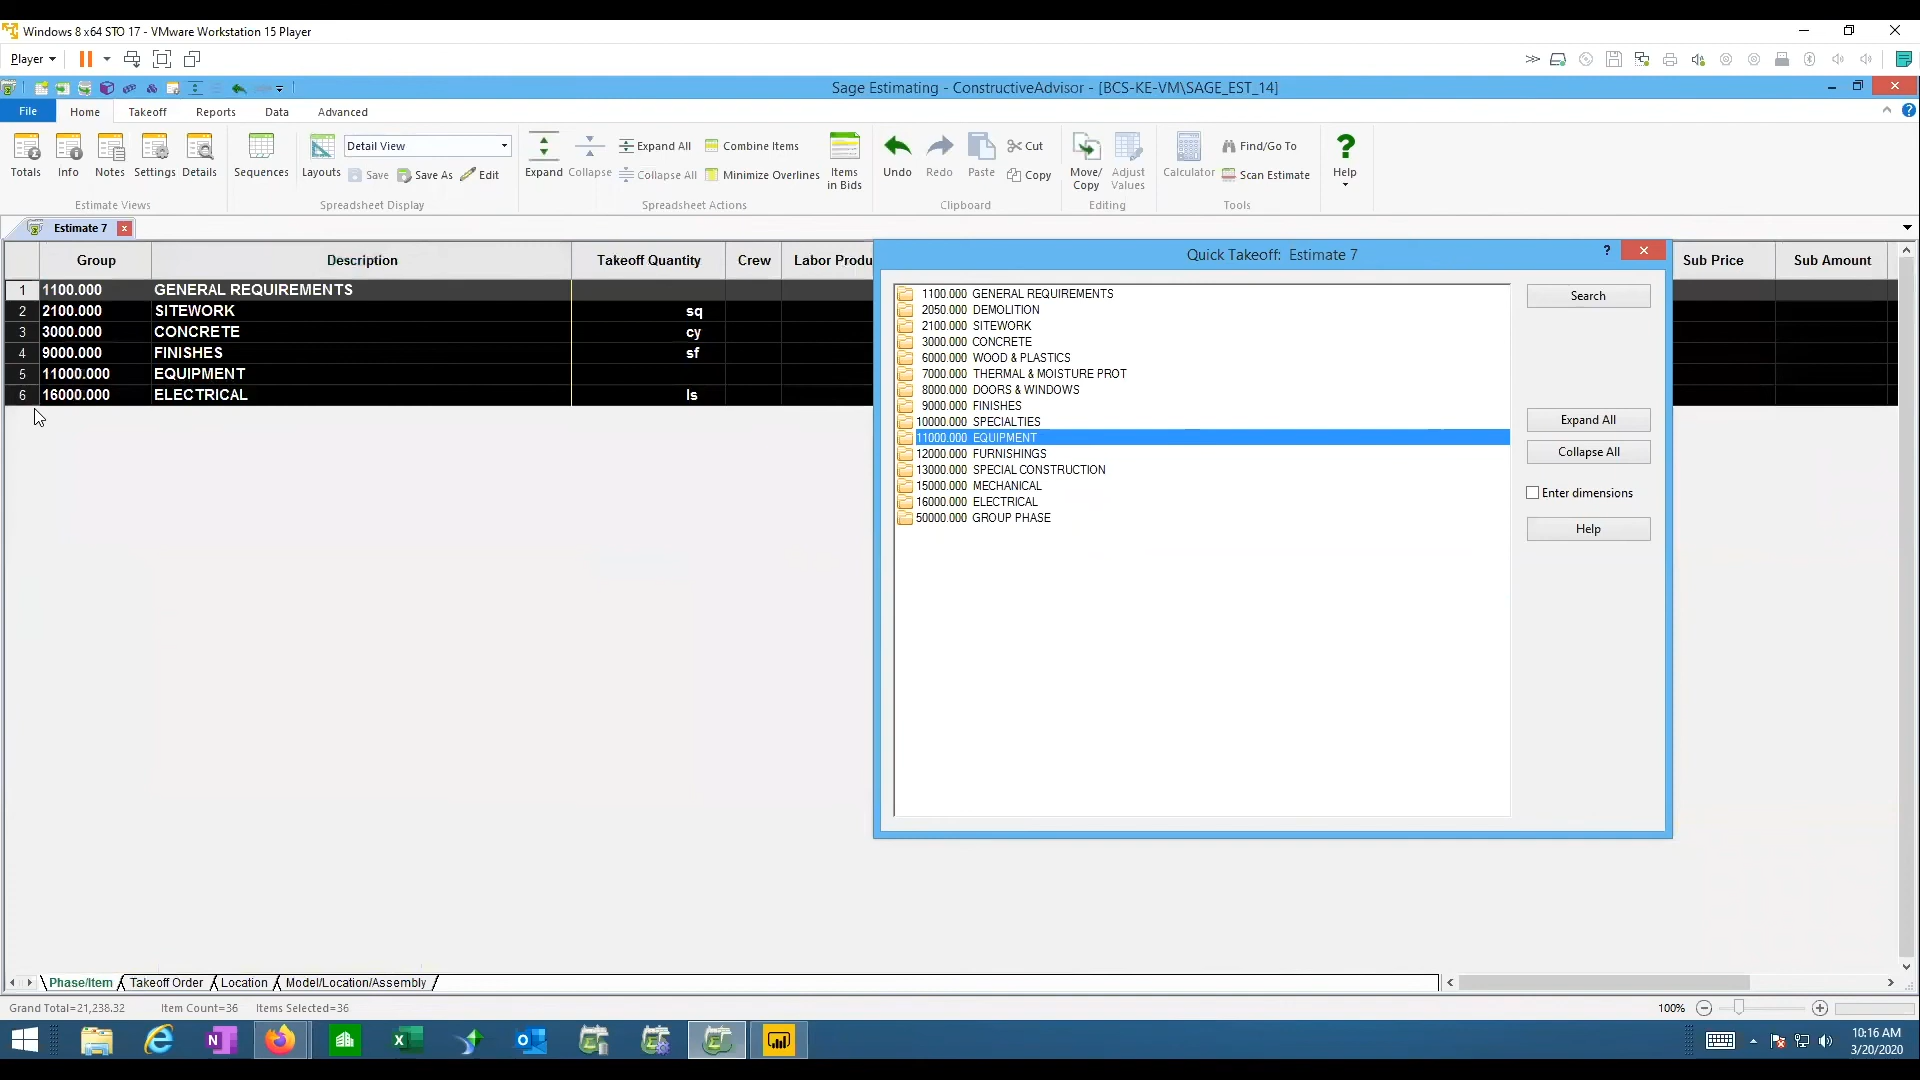 Windows 8 x64 STO 17 - VMware Workstation 15 Player
Player
Sage Estimating - ConstructiveAdvisor - [BCS-KE-VM\SAGE_EST_14]
File Home Takeoff Reports Data Advanced
Totals Info Notes Settings Details
Estimate Views
Sequences
Layouts
Detail View
Save Save As Edit
Spreadsheet Display
Expand Collapse
Expand All Combine Items
Collapse All Minimize Overlines
Items in Bids
Spreadsheet Actions
Undo Redo Paste
Cut
Copy
Clipboard
Move/ Copy
Adjust Values
Editing
Calculator
Find/Go To
Scan Estimate
Tools
Help
Estimate 7
Group Description Takeoff Quantity Crew Labor Produ
Sub Price Sub Amount
1 1100.000 GENERAL REQUIREMENTS
2 2100.000 SITEWORK sq
3 3000.000 CONCRETE cy
4 9000.000 FINISHES sf
5 11000.000 EQUIPMENT
6 16000.000 ELECTRICAL ls
Quick Takeoff: Estimate 7
?
1100.000 GENERAL REQUIREMENTS
2050.000 DEMOLITION
2100.000 SITEWORK
3000.000 CONCRETE
6000.000 WOOD & PLASTICS
7000.000 THERMAL & MOISTURE PROT
8000.000 DOORS & WINDOWS
9000.000 FINISHES
10000.000 SPECIALTIES
11000.000 EQUIPMENT
12000.000 FURNISHINGS
13000.000 SPECIAL CONSTRUCTION
15000.000 MECHANICAL
16000.000 ELECTRICAL
50000.000 GROUP PHASE
Search
Expand All
Collapse All
Enter dimensions
Help
Phase/Item Takeoff Order Location Model/Location/Assembly
Grand Total=21,238.32 Item Count=36 Items Selected=36
100%
10:16 AM
3/20/2020